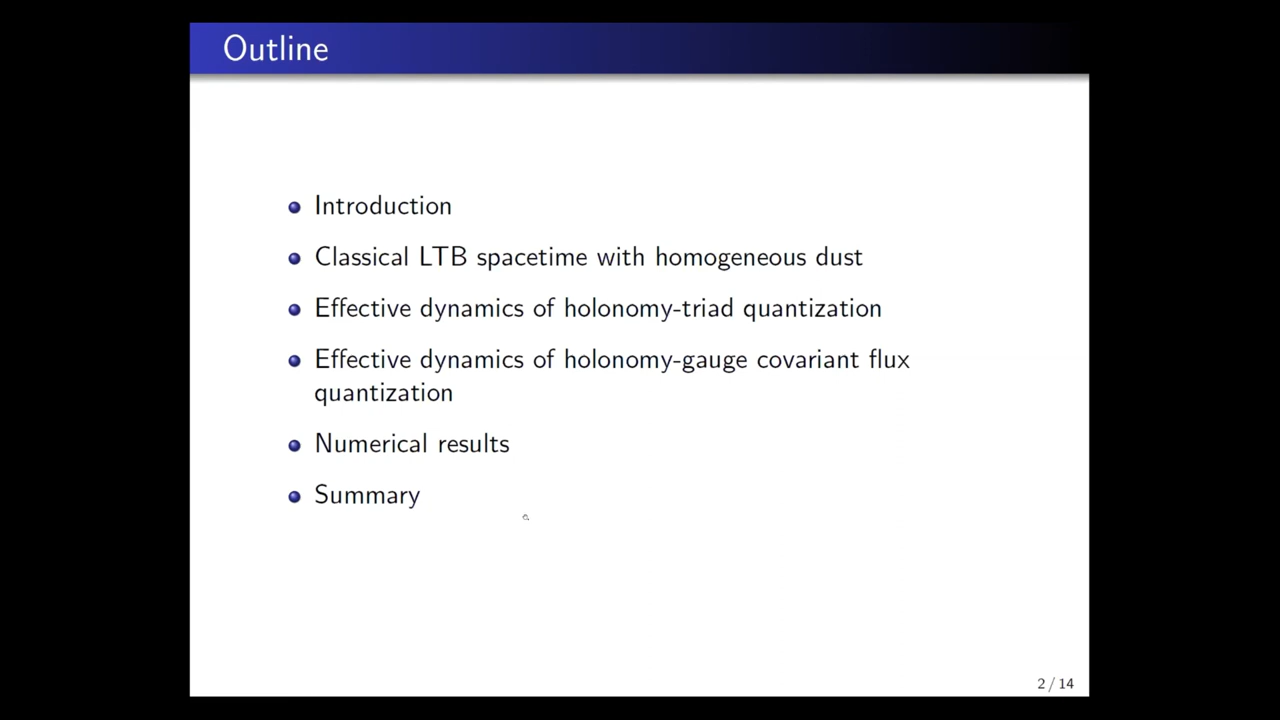 Outline
Introduction
Classical LTB spacetime with homogeneous dust
Effective dynamics of holonomy-triad quantization
Effective dynamics of holonomy-gauge covariant flux
quantization
Numerical results
Summary
2 / 14